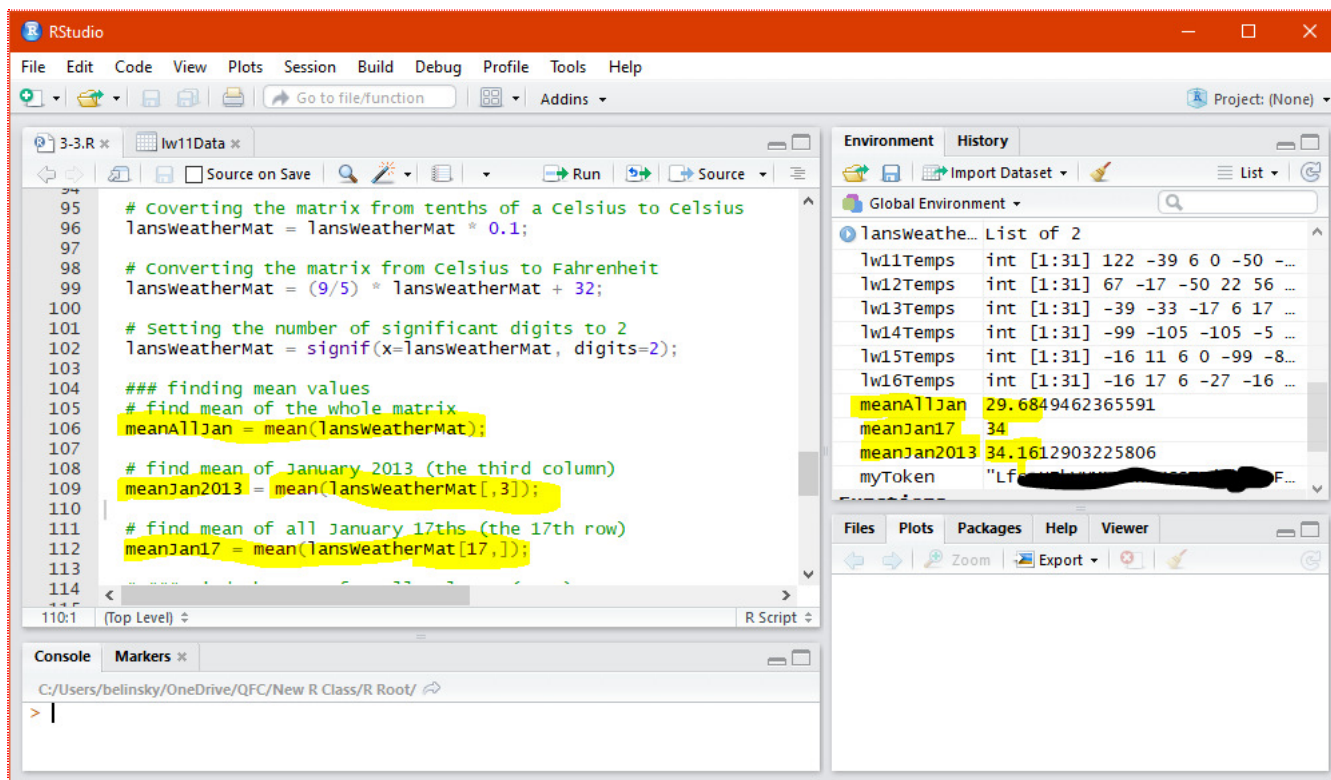 RStudio
File Edit Code View Plots Session Build Debug Profile Tools Help
Go to file/function Addins Project: (None)
3-3.R lw11Data
Source on Save Run Source
94
95 # Coverting the matrix from tenths of a Celsius to Celsius
96 lansWeatherMat = lansWeatherMat * 0.1;
97
98 # Converting the matrix from Celsius to Fahrenheit
99 lansWeatherMat = (9/5) * lansWeatherMat + 32;
100
101 # Setting the number of significant digits to 2
102 lansWeatherMat = signif(x=lansWeatherMat, digits=2);
103
104 ### finding mean values
105 # find mean of the whole matrix
106 meanAllJan = mean(lansWeatherMat);
107
108 # find mean of January 2013 (the third column)
109 meanJan2013 = mean(lansWeatherMat[,3]);
110
111 # find mean of all January 17ths (the 17th row)
112 meanJan17 = mean(lansWeatherMat[17,]);
113
114
115
110:1 (Top Level) R Script
Console Markers
C:/Users/belinsky/OneDrive/QFC/New R Class/R Root/
>
Environment History
Import Dataset List
Global Environment
lansWeathe… List of 2
lw11Temps int [1:31] 122 -39 6 0 -50 -…
lw12Temps int [1:31] 67 -17 -50 22 56 …
lw13Temps int [1:31] -39 -33 -17 6 17 …
lw14Temps int [1:31] -99 -105 -105 -5 …
lw15Temps int [1:31] -16 11 6 0 -99 -8…
lw16Temps int [1:31] -16 17 6 -27 -16 …
meanAllJan 29.6849462365591
meanJan17 34
meanJan2013 34.1612903225806
myToken "Lf F…
Functions
Files Plots Packages Help Viewer
Zoom Export